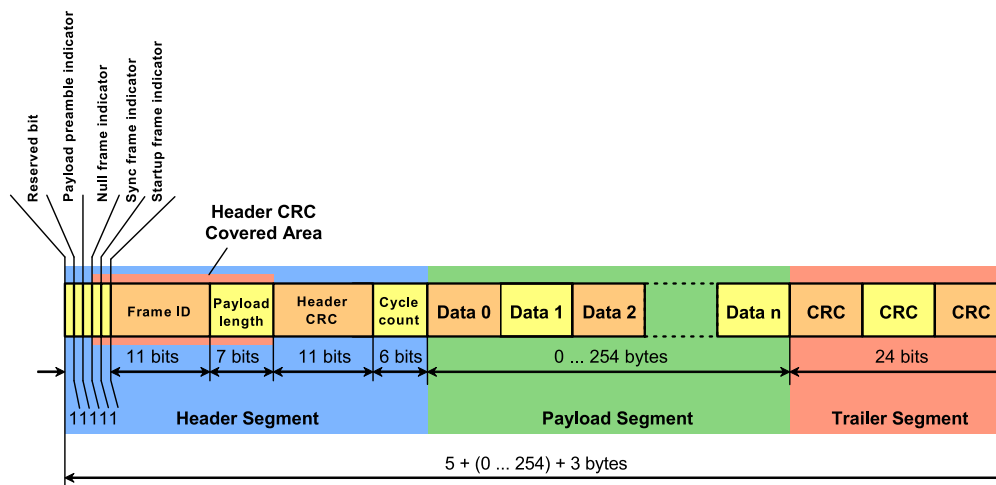 Reserved bit
Payload preamble indicator
Null frame indicator
Sync frame indicator
Startup frame indicator
Header CRC
Covered Area
Frame ID
Payload
length
Header
CRC
Cycle
count
Data 0
Data 1
Data 2
Data n
CRC
CRC
CRC
11 bits
7 bits
11 bits
6 bits
0 ... 254 bytes
24 bits
11111
Header Segment
Payload Segment
Trailer Segment
5 + (0 ... 254) + 3 bytes